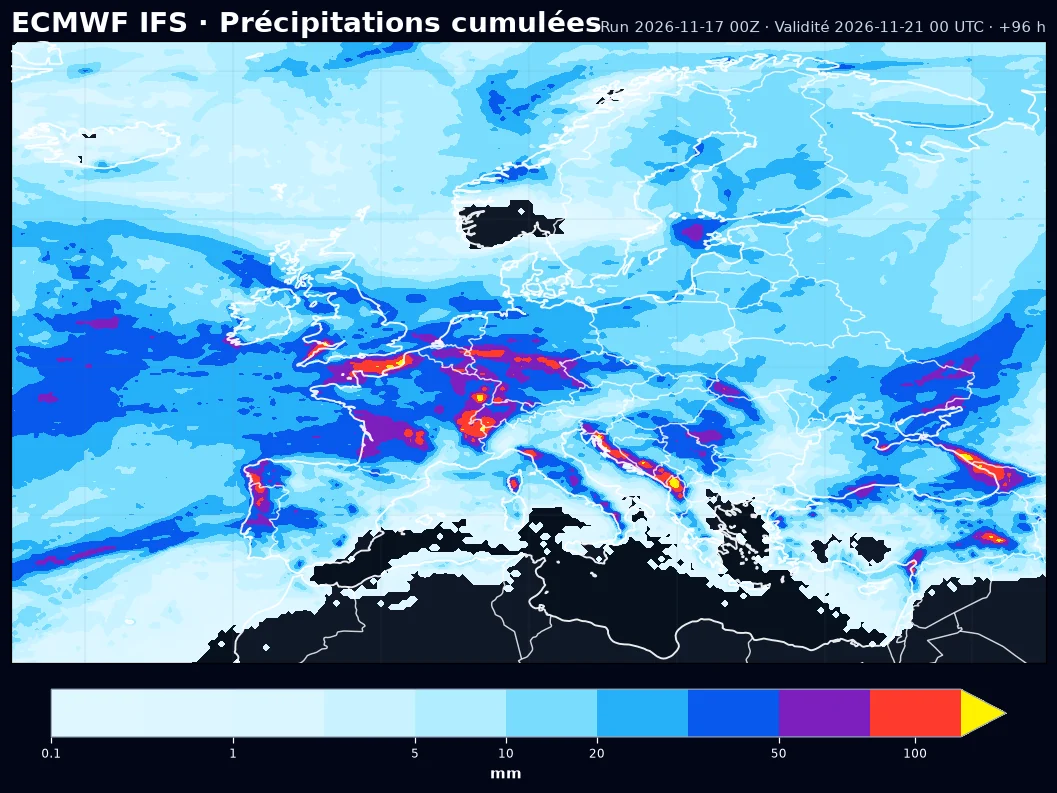 ECMWF IFS · Précipitations cumulées
Run 2026-11-17 00Z · Validité 2026-11-21 00 UTC · +96 h
0.1 1 5 10 20 50 100
mm